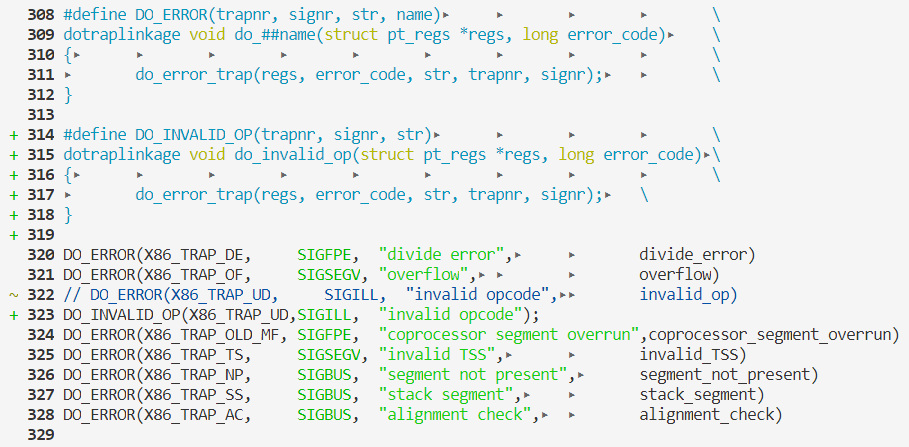 308 #define DO_ERROR(trapnr, signr, str, name) \
309 dotraplinkage void do_##name(struct pt_regs *regs, long error_code) \
310 { \
311 do_error_trap(regs, error_code, str, trapnr, signr); \
312 }
313
+ 314 #define DO_INVALID_OP(trapnr, signr, str) \
+ 315 dotraplinkage void do_invalid_op(struct pt_regs *regs, long error_code) \
+ 316 { \
+ 317 do_error_trap(regs, error_code, str, trapnr, signr); \
+ 318 }
+ 319
320 DO_ERROR(X86_TRAP_DE, SIGFPE, "divide error", divide_error)
321 DO_ERROR(X86_TRAP_OF, SIGSEGV, "overflow", overflow)
~ 322 // DO_ERROR(X86_TRAP_UD, SIGILL, "invalid opcode", invalid_op)
+ 323 DO_INVALID_OP(X86_TRAP_UD,SIGILL, "invalid opcode");
324 DO_ERROR(X86_TRAP_OLD_MF, SIGFPE, "coprocessor segment overrun",coprocessor_segment_overrun)
325 DO_ERROR(X86_TRAP_TS, SIGSEGV, "invalid TSS", invalid_TSS)
326 DO_ERROR(X86_TRAP_NP, SIGBUS, "segment not present", segment_not_present)
327 DO_ERROR(X86_TRAP_SS, SIGBUS, "stack segment", stack_segment)
328 DO_ERROR(X86_TRAP_AC, SIGBUS, "alignment check", alignment_check)
329